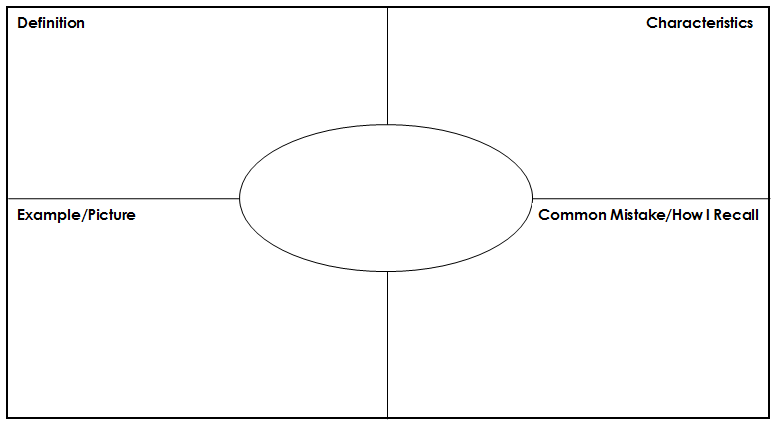 Definition
Characteristics
Example/Picture
Common Mistake/How I Recall